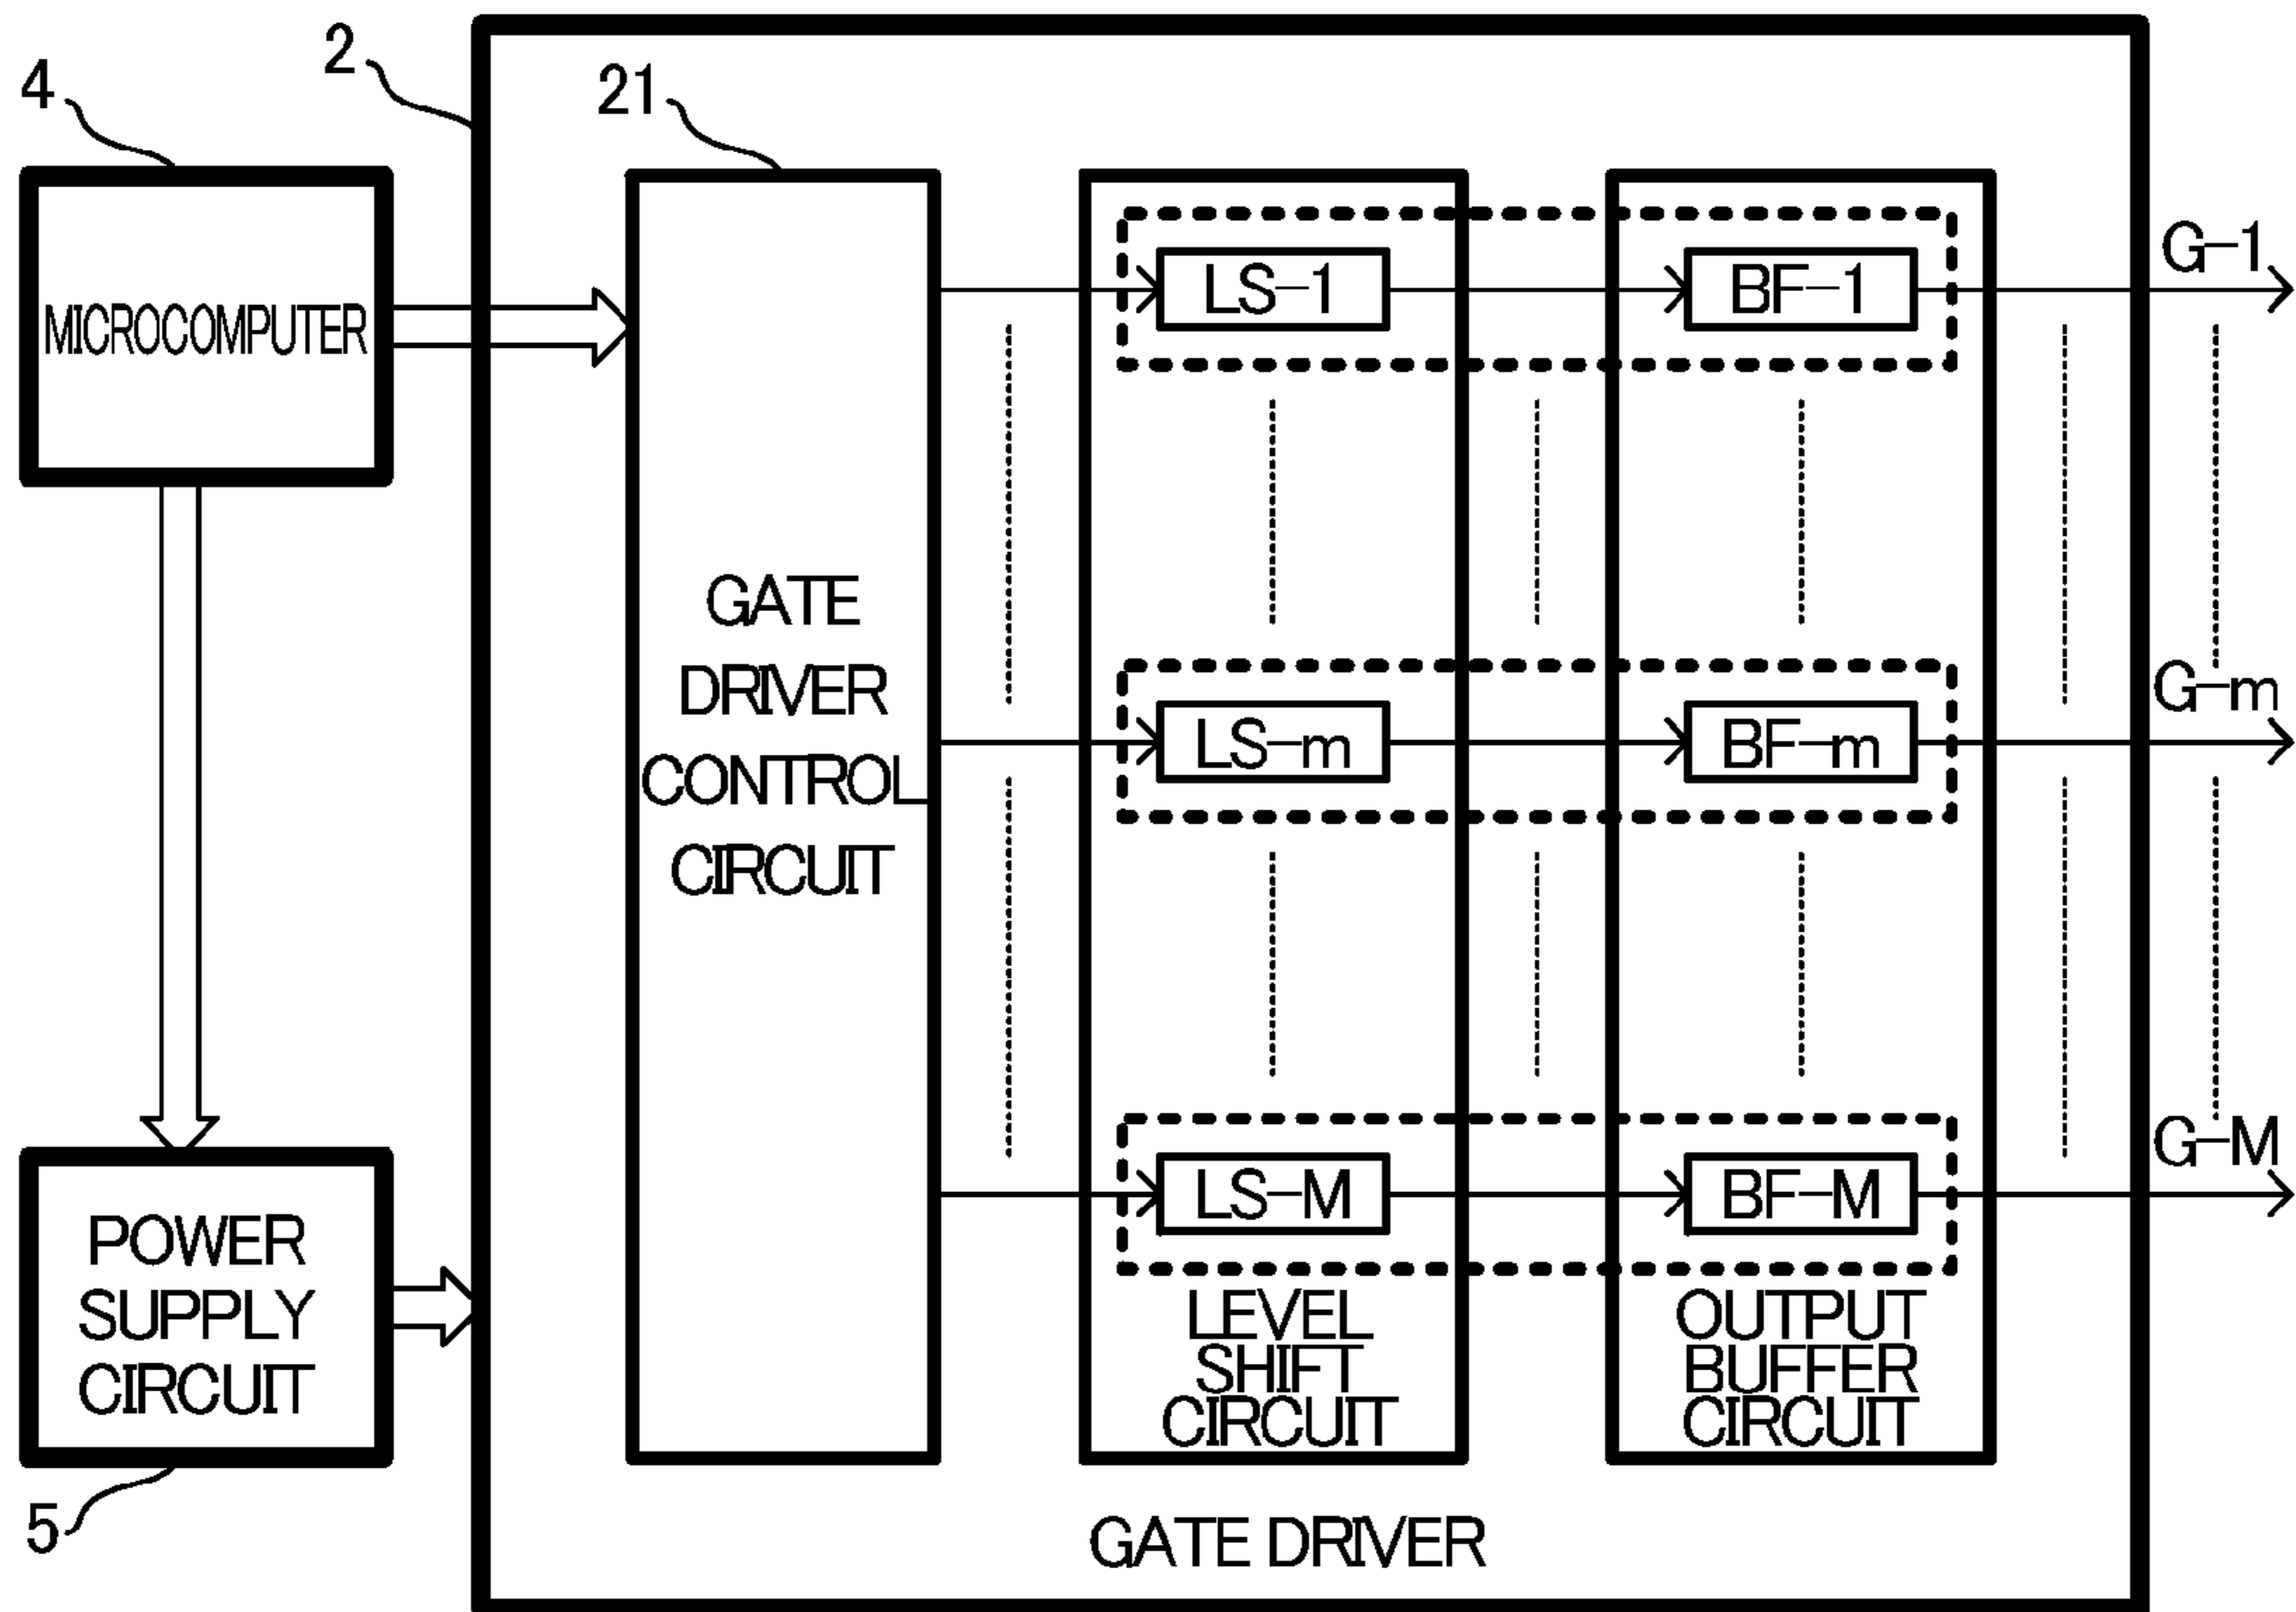 2
4
21
MICROCOMPUTER
LS-1
BF-1
G-1
GATE
DRIVER
CONTROL
CIRCUIT
LS-m
BF-m
G-m
LS-M
BF-M
G-M
POWER
SUPPLY
CIRCUIT
5
LEVEL
SHIFT
CIRCUIT
OUTPUT
BUFFER
CIRCUIT
GATE DRIVER